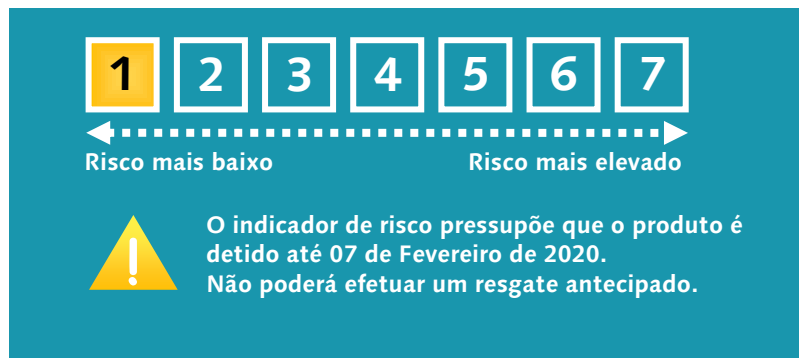 1 2 3 4 5 6 7
Risco mais baixo Risco mais elevado
O indicador de risco pressupõe que o produto é
detido até 07 de Fevereiro de 2020.
Não poderá efetuar um resgate antecipado.